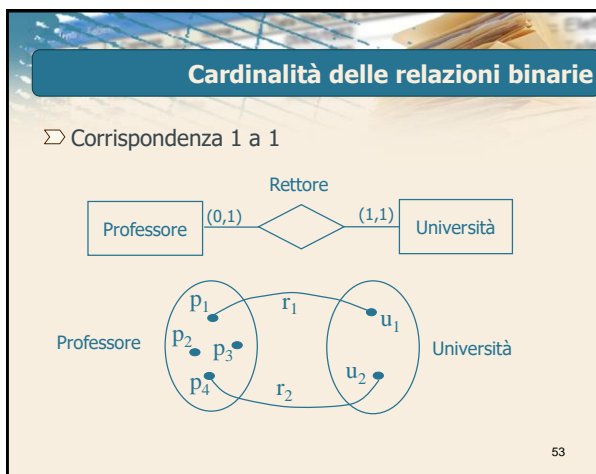 Cardinalità delle relazioni binarie
Corrispondenza 1 a 1
Rettore
Professore (0,1) (1,1) Università
p1 r1 u1
Professore p2 p3 Università
p4 r2 u2
53